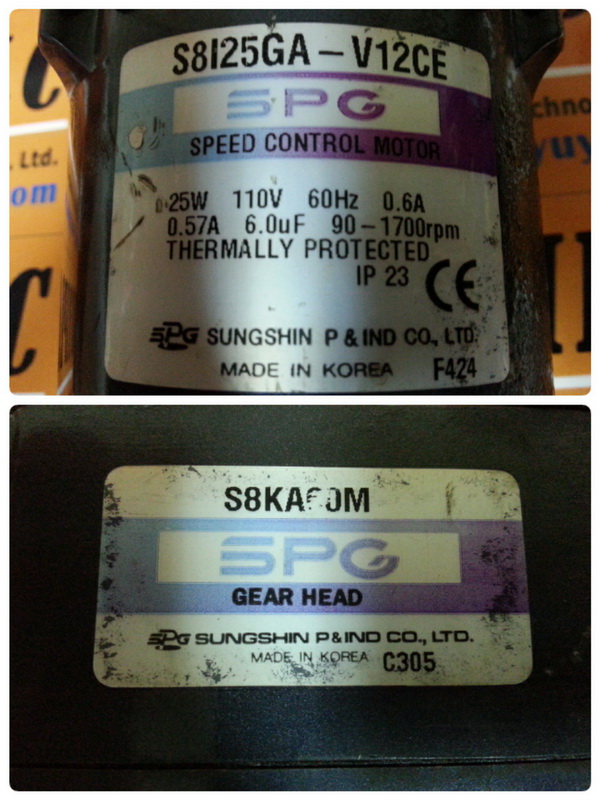 S8I25GA-V12CE
SPG
SPEED CONTROL MOTOR
25W 110V 60Hz 0.6A
0.57A 6.0uF 90-1700rpm
THERMALLY PROTECTED
IP 23 CE
SPG SUNGSHIN P & IND CO., LTD.
MADE IN KOREA F424
. Ltd.
om
C
SPG
GEAR HEAD
SPG SUNGSHIN P & IND CO., LTD.
MADE IN KOREA C305